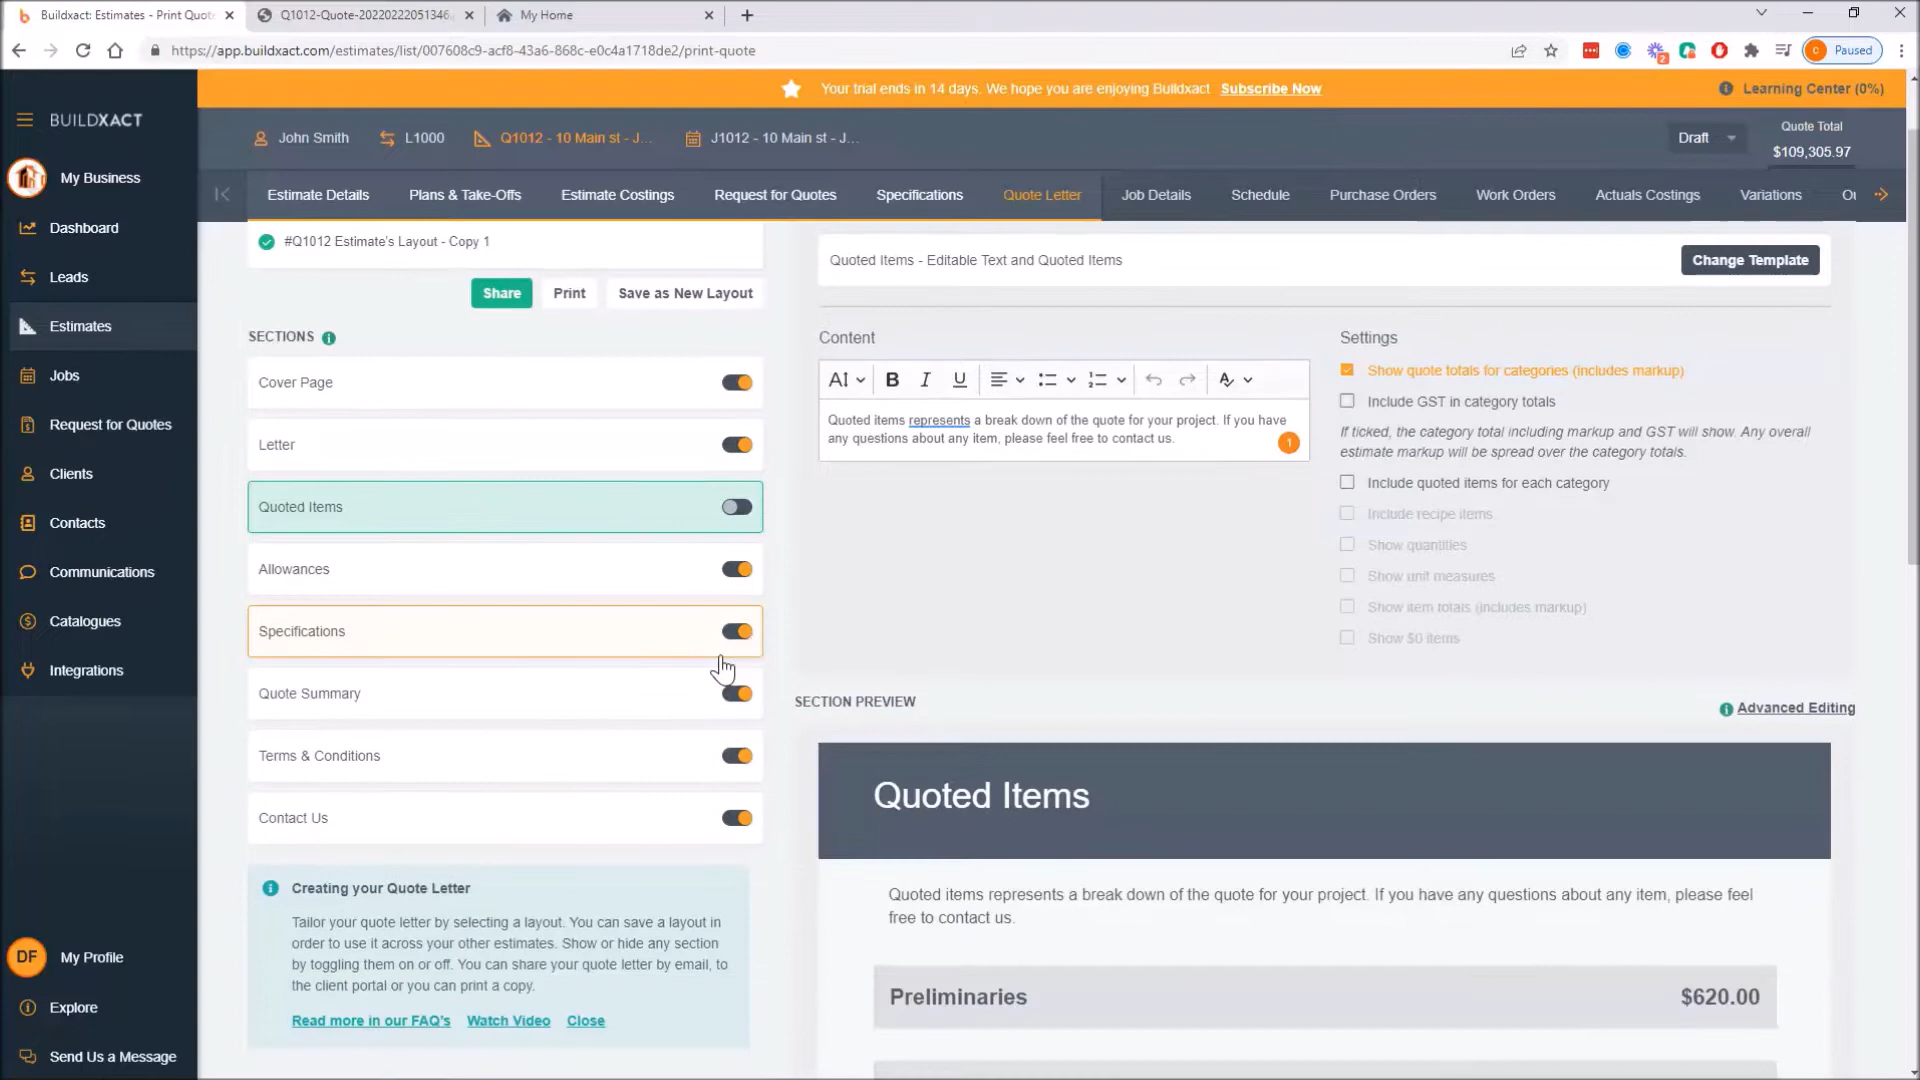 Buildxact: Estimates - Print Quot
Q1012-Quote-20220222051346.
My Home
https://app.buildxact.com/estimates/list/007608c9-acf8-43a6-868c-e0c4a1718de2/print-quote
2
C
Paused
Your trial ends in 14 days. We hope you are enjoying Buildxact Subscribe Now
Learning Center (0%)
BUILDXACT
John Smith
L1000
Q1012 - 10 Main st - J...
J1012 - 10 Main st - J...
Draft
Quote Total
$109,305.97
My Business
Dashboard
Leads
Estimates
Jobs
Request for Quotes
Clients
Contacts
Communications
Catalogues
Integrations
DF
My Profile
Explore
Send Us a Message
Estimate Details
Plans & Take-Offs
Estimate Costings
Request for Quotes
Specifications
Quote Letter
Job Details
Schedule
Purchase Orders
Work Orders
Actuals Costings
Variations
Ou
#Q1012 Estimate's Layout - Copy 1
Share
Print
Save as New Layout
SECTIONS
Cover Page
Letter
Quoted Items
Allowances
Specifications
Quote Summary
Terms & Conditions
Contact Us
Creating your Quote Letter
Tailor your quote letter by selecting a layout. You can save a layout in
order to use it across your other estimates. Show or hide any section
by toggling them on or off. You can share your quote letter by email, to
the client portal or you can print a copy.
Read more in our FAQ's
Watch Video
Close
Quoted Items - Editable Text and Quoted Items
Change Template
Content
AI
B
I
U
Quoted items represents a break down of the quote for your project. If you have
any questions about any item, please feel free to contact us.
1
Settings
Show quote totals for categories (includes markup)
Include GST in category totals
If ticked, the category total including markup and GST will show. Any overall
estimate markup will be spread over the category totals.
Include quoted items for each category
Include recipe items
Show quantities
Show unit measures
Show item totals (includes markup)
Show $0 items
SECTION PREVIEW
Advanced Editing
Quoted Items
Quoted items represents a break down of the quote for your project. If you have any questions about any item, please feel
free to contact us.
Preliminaries
$620.00